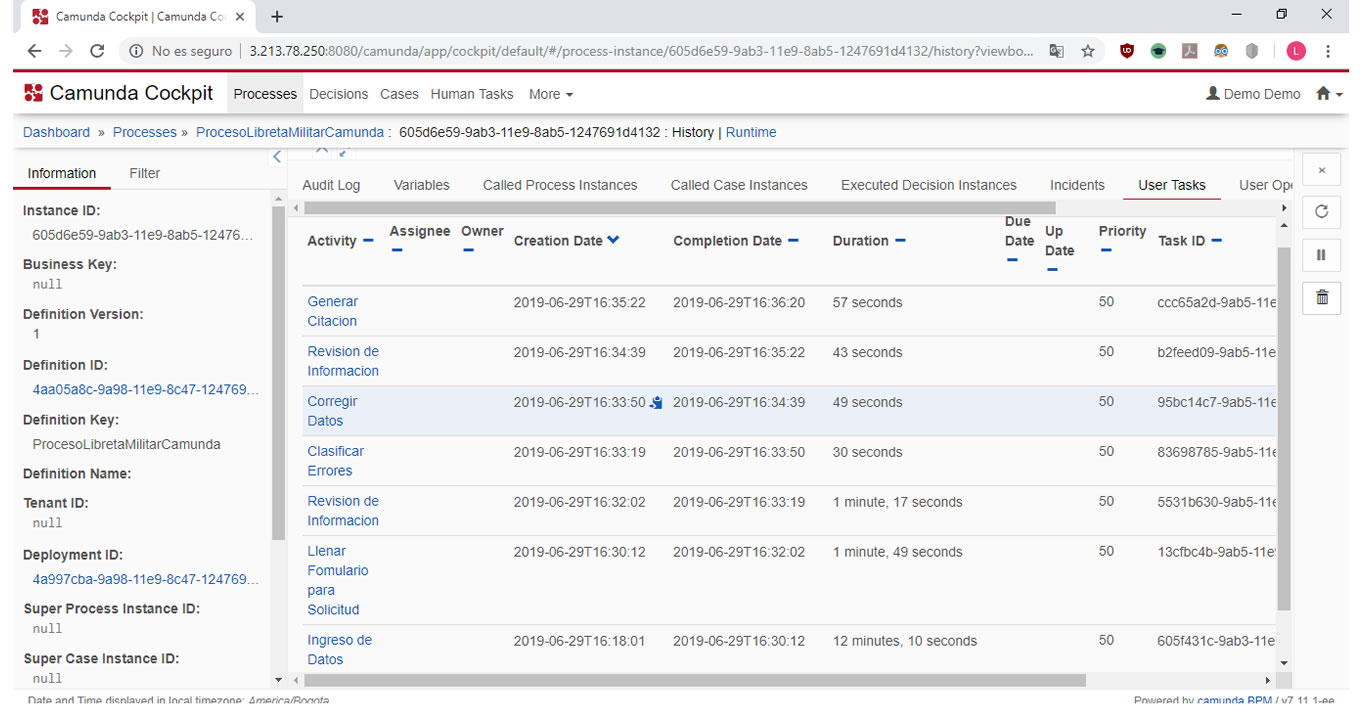 Camunda Cockpit | Camunda Co
No es seguro | 3.213.78.250:8080/camunda/app/cockpit/default/#/process-instance/605d6e59-9ab3-11e9-8ab5-1247691d4132/history?viewbo...
L
Camunda Cockpit Processes Decisions Cases Human Tasks More Demo Demo
Dashboard » Processes » ProcesoLibretaMilitarCamunda : 605d6e59-9ab3-11e9-8ab5-1247691d4132 : History | Runtime
Information Filter
Instance ID:
605d6e59-9ab3-11e9-8ab5-12476...
Business Key:
null
Definition Version:
1
Definition ID:
4aa05a8c-9a98-11e9-8c47-124769...
Definition Key:
ProcesoLibretaMilitarCamunda
Definition Name:
Tenant ID:
null
Deployment ID:
4a997cba-9a98-11e9-8c47-124769...
Super Process Instance ID:
null
Super Case Instance ID:
null
Audit Log Variables Called Process Instances Called Case Instances Executed Decision Instances Incidents User Tasks User Ope
Activity Assignee Owner Creation Date Completion Date Duration Due Date Up Date Priority Task ID
Generar 2019-06-29T16:35:22 2019-06-29T16:36:20 57 seconds 50 ccc65a2d-9ab5-11e
Citacion
Revision de 2019-06-29T16:34:39 2019-06-29T16:35:22 43 seconds 50 b2feed09-9ab5-11e
Informacion
Corregir 2019-06-29T16:33:50 2019-06-29T16:34:39 49 seconds 50 95bc14c7-9ab5-11e
Datos
Clasificar 2019-06-29T16:33:19 2019-06-29T16:33:50 30 seconds 50 83698785-9ab5-11e
Errores
Revision de 2019-06-29T16:32:02 2019-06-29T16:33:19 1 minute, 17 seconds 50 5531b630-9ab5-11e
Informacion
Llenar 2019-06-29T16:30:12 2019-06-29T16:32:02 1 minute, 49 seconds 50 13cfbc4b-9ab5-11e
Fomulario
para
Solicitud
Ingreso de 2019-06-29T16:18:01 2019-06-29T16:30:12 12 minutes, 10 seconds 50 605f431c-9ab3-11e
Datos
Date and Time displayed in local timezone: America/Bogota
Powered by camunda BPM / v7.11.1-ee